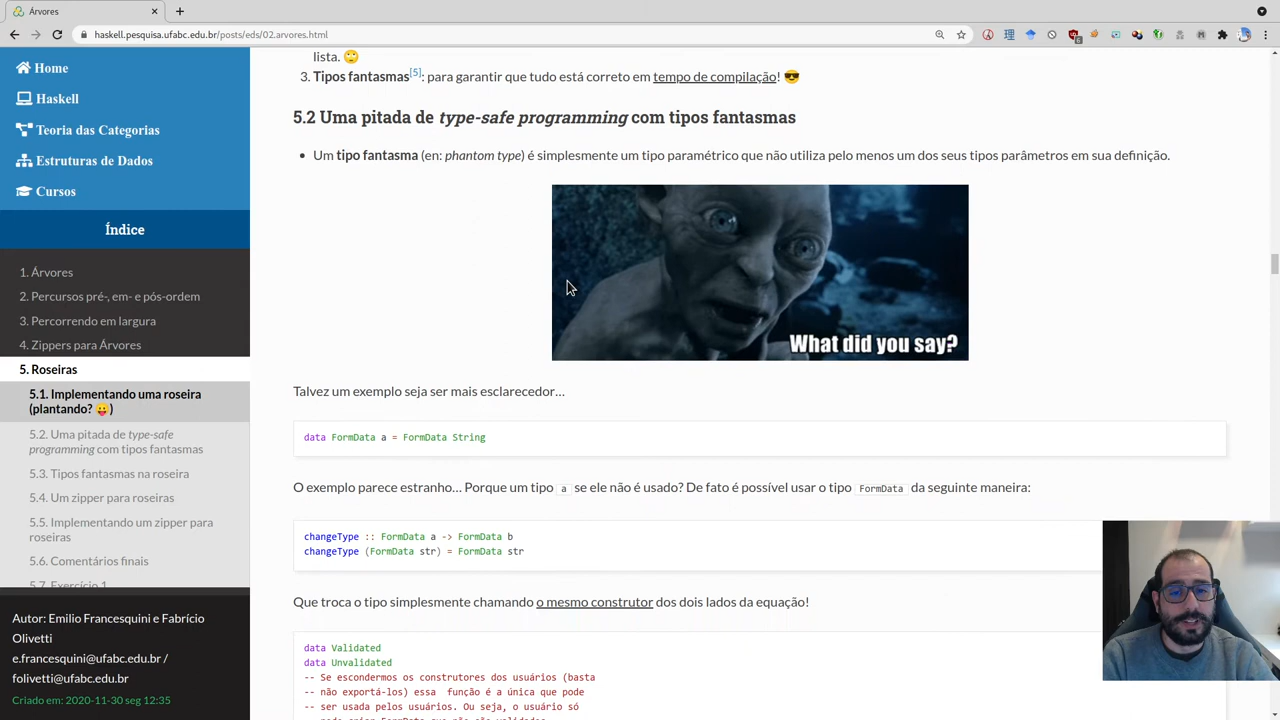 Árvores
haskell.pesquisa.ufabc.edu.br/posts/eds/02.arvores.html
Home
Haskell
Teoria das Categorias
Estruturas de Dados
Cursos
Índice
1. Árvores
2. Percursos pré-, em- e pós-ordem
3. Percorrendo em largura
4. Zippers para Árvores
5. Roseiras
5.1. Implementando uma roseira
(plantando? 😛)
5.2. Uma pitada de type-safe
programming com tipos fantasmas
5.3. Tipos fantasmas na roseira
5.4. Um zipper para roseiras
5.5. Implementando um zipper para
roseiras
5.6. Comentários finais
5.7. Exercício 1
Autor: Emilio Francesquini e Fabrício
Olivetti
e.francesquini@ufabc.edu.br /
folivetti@ufabc.edu.br
Criado em: 2020-11-30 seg 12:35
lista. 🙄
3. Tipos fantasmas[5]: para garantir que tudo está correto em tempo de compilação! 😎
5.2 Uma pitada de type-safe programming com tipos fantasmas
• Um tipo fantasma (en: phantom type) é simplesmente um tipo paramétrico que não utiliza pelo menos um dos seus tipos parâmetros em sua definição.
What did you say?
Talvez um exemplo seja ser mais esclarecedor…
data FormData a = FormData String
O exemplo parece estranho… Porque um tipo a se ele não é usado? De fato é possível usar o tipo FormData da seguinte maneira:
changeType :: FormData a -> FormData b
changeType (FormData str) = FormData str
Que troca o tipo simplesmente chamando o mesmo construtor dos dois lados da equação!
data Validated
data Unvalidated
-- Se escondermos os construtores dos usuários (basta
-- não exportá-los) essa função é a única que pode
-- ser usada pelos usuários. Ou seja, o usuário só